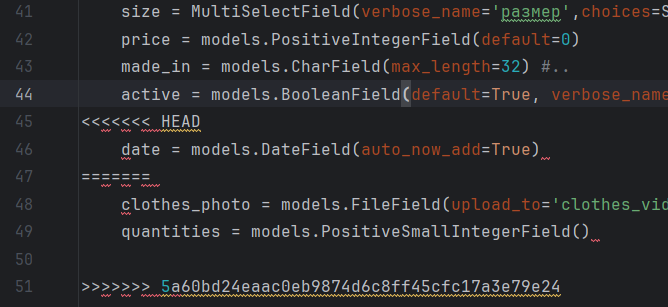 41 size = MultiSelectField(verbose_name='размер',choices=S
42 price = models.PositiveIntegerField(default=0)
43 made_in = models.CharField(max_length=32) #..
44 active = models.BooleanField(default=True, verbose_name
45 <<<<<<< HEAD
46 date = models.DateField(auto_now_add=True)
47 =======
48 clothes_photo = models.FileField(upload_to='clothes_vid
49 quantities = models.PositiveSmallIntegerField()
50
51 >>>>>>> 5a60bd24eaac0eb9874d6c8ff45cfc17a3e79e24